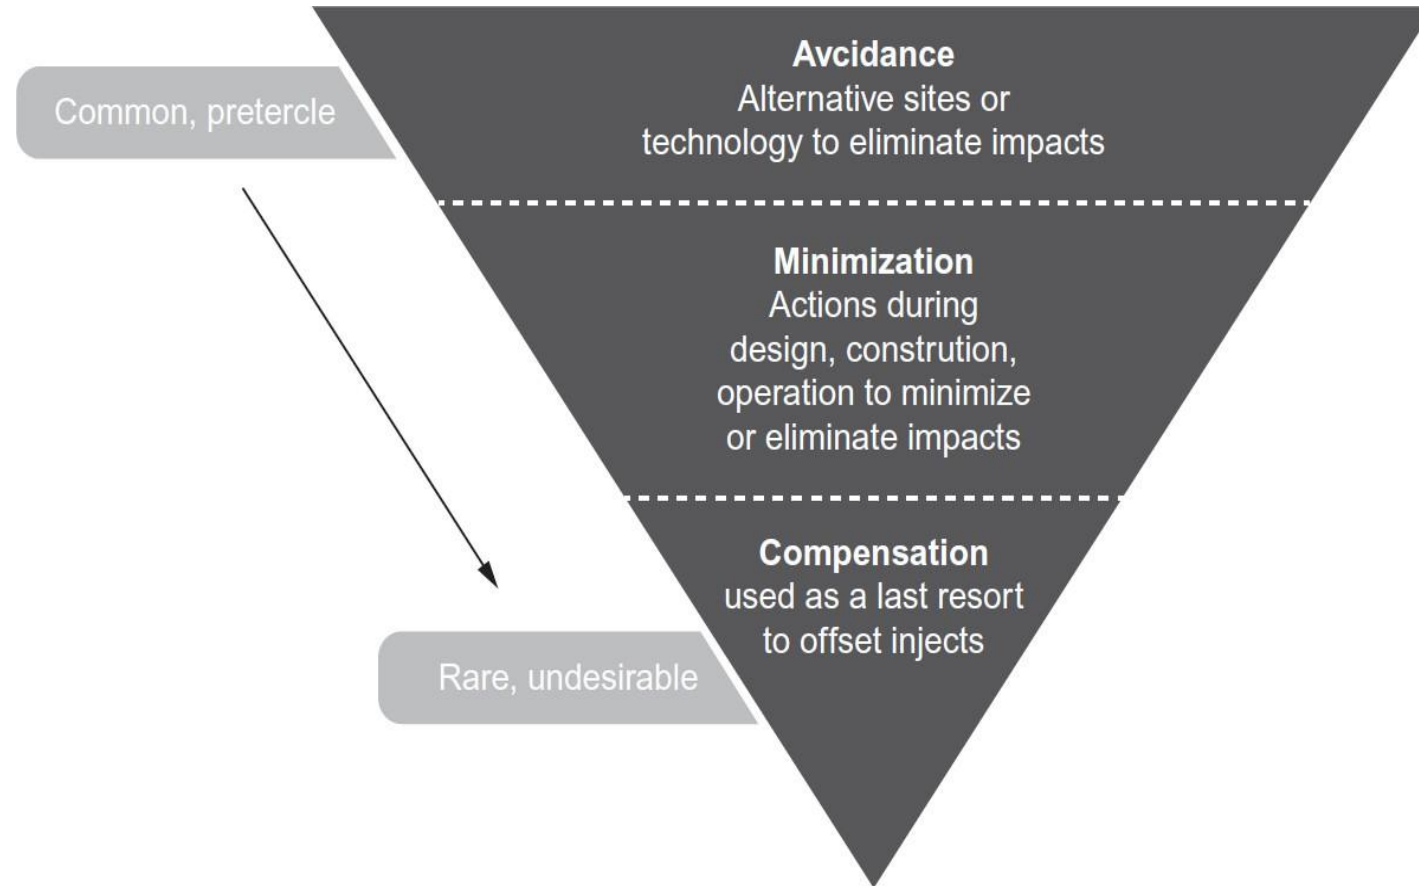 Avcidance
Alternative sites or
technology to eliminate impacts
Common, pretercle
Minimization
Actions during
design, constrution,
operation to minimize
or eliminate impacts
Compensation
used as a last resort
to offset injects
Rare, undesirable